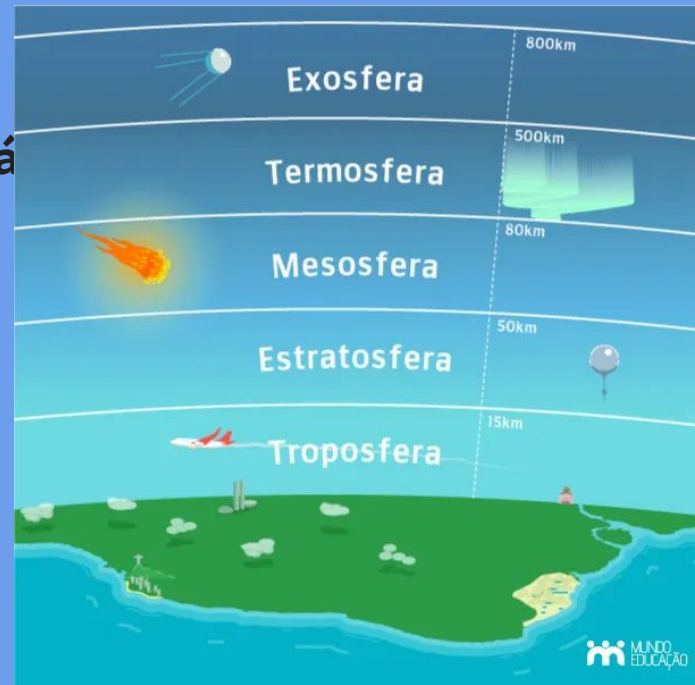 800km
Exosfera
500km
Termosfera
80km
Mesosfera
50km
Estratosfera
15km
Troposfera
MUNDO
EDUCAÇÃO